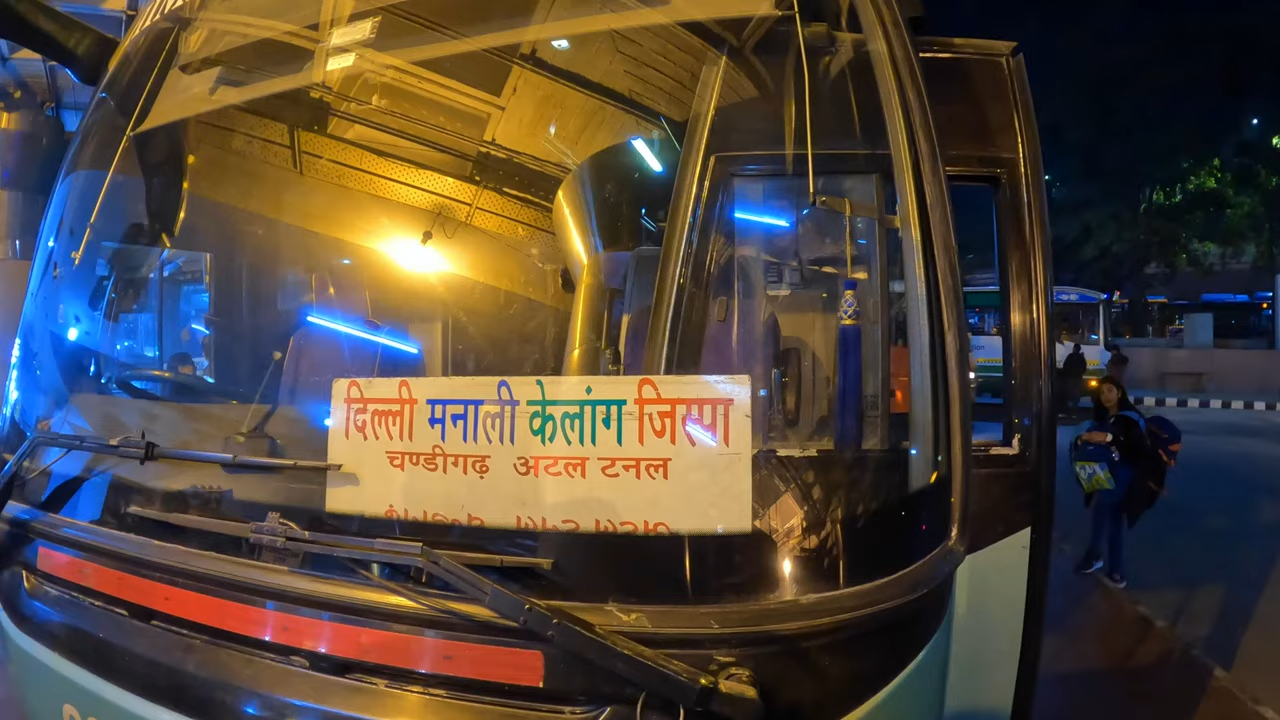 दिल्ली मनाली केलांग जिस्पा
चण्डीगढ़ अटल टनल